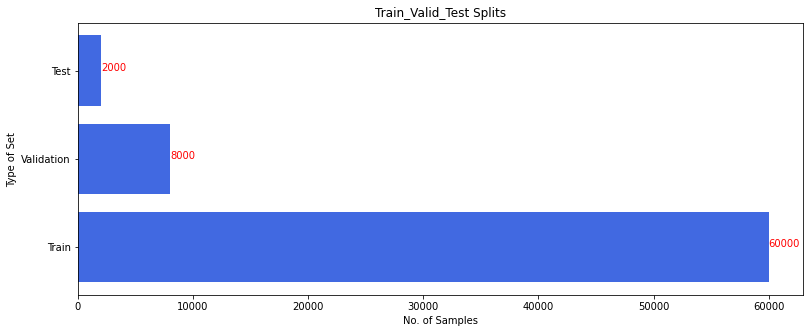 Train_Valid_Test Splits
Type of Set
Test
2000
Validation
8000
Train
60000
0 10000 20000 30000 40000 50000 60000
No. of Samples